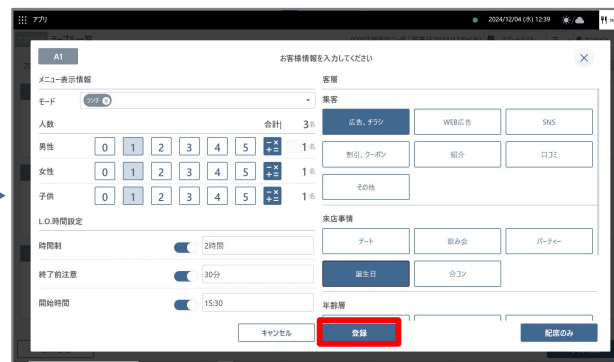 アプリ
2024/12/04 (水) 12:39
A1
お客様情報を入力してください
メニュー表示情報
モード
ランチ
人数
合計
3名
男性
0 1 2 3 4 5
1名
女性
0 1 2 3 4 5
1名
子供
0 1 2 3 4 5
1名
L.O.時間設定
時間制
2時間
終了前注意
30分
開始時間
15:30
客層
集客
広告、チラシ
WEB広告
SNS
割引、クーポン
紹介
口コミ
その他
来店事情
デート
飲み会
パーティー
誕生日
合コン
年齢層
キャンセル
登録
配席のみ